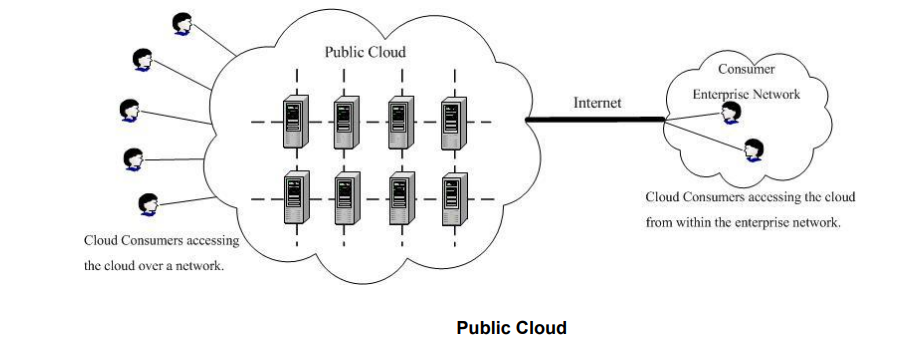 Public Cloud
Consumer
Enterprise Network
Internet
Cloud Consumers accessing the cloud
from within the enterprise network.
Cloud Consumers accessing
the cloud over a network.
Public Cloud